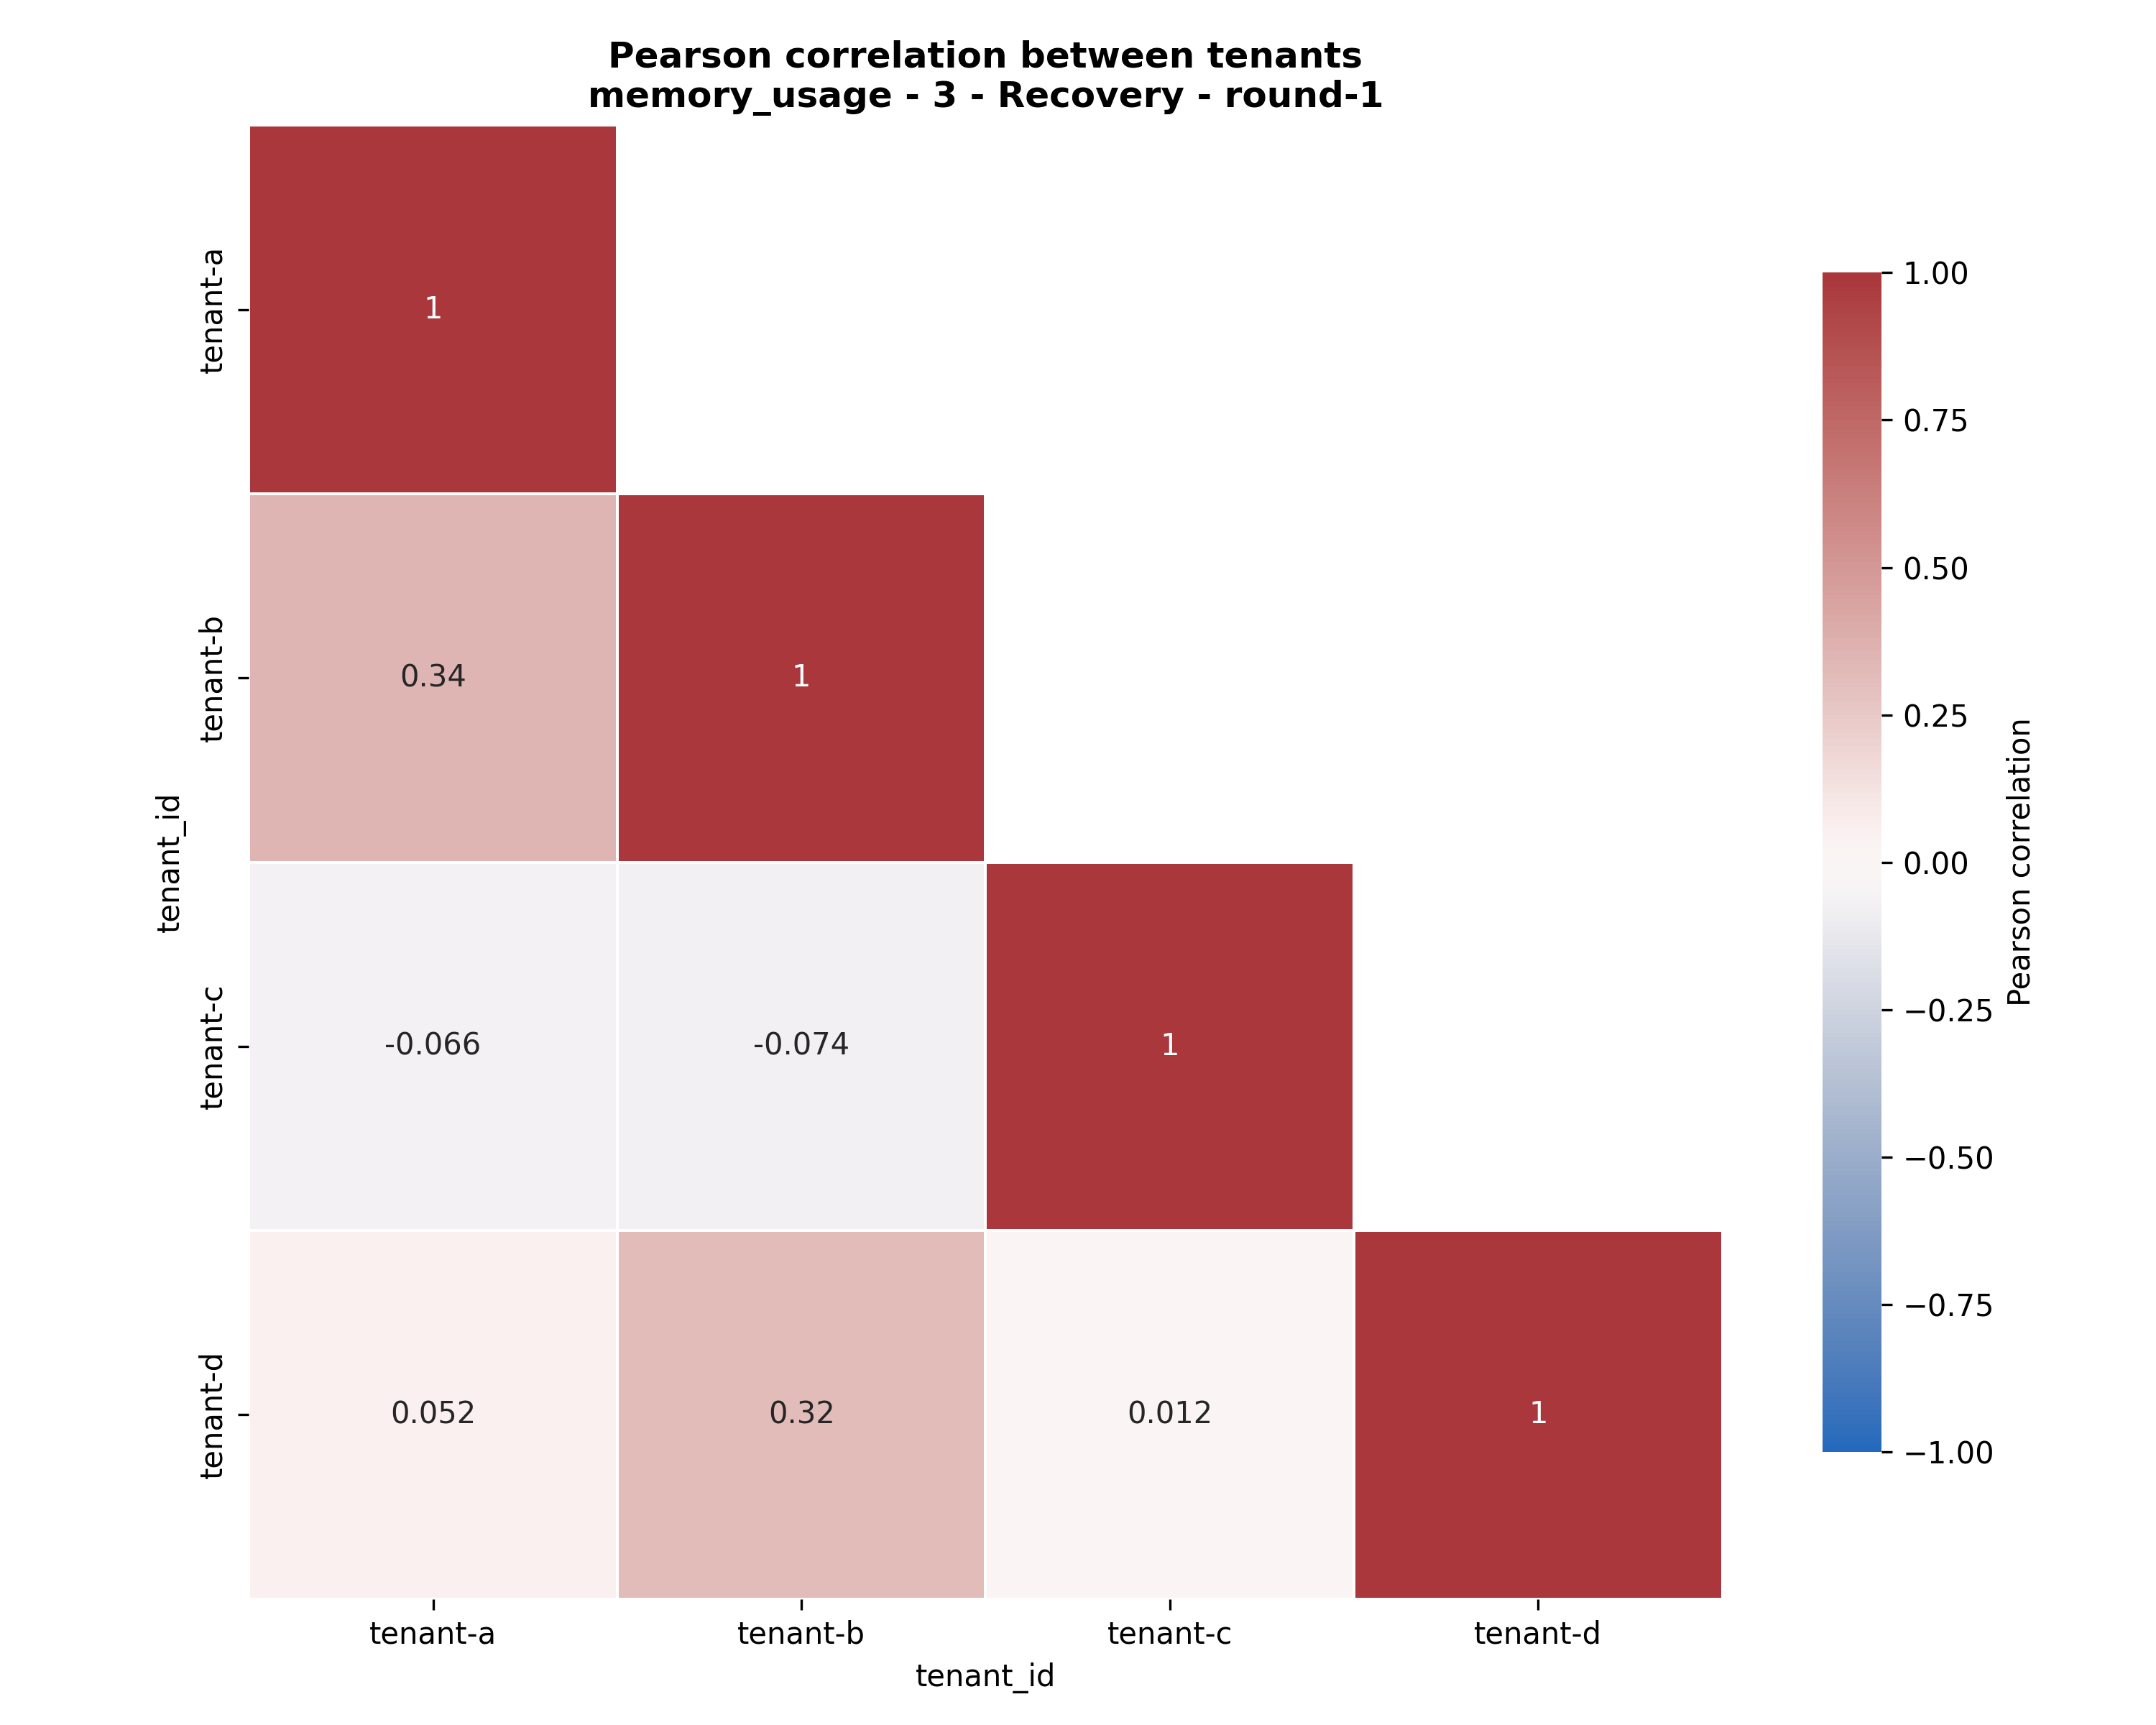 Pearson correlation between tenants
memory_usage - 3 - Recovery - round-1
tenant_id
tenant-a
tenant-b
tenant-c
tenant-d
1
0.34
1
-0.066
-0.074
1
0.052
0.32
0.012
1
tenant-a
tenant-b
tenant-c
tenant-d
tenant_id
1.00
0.75
0.50
0.25
0.00
−0.25
−0.50
−0.75
−1.00
Pearson correlation